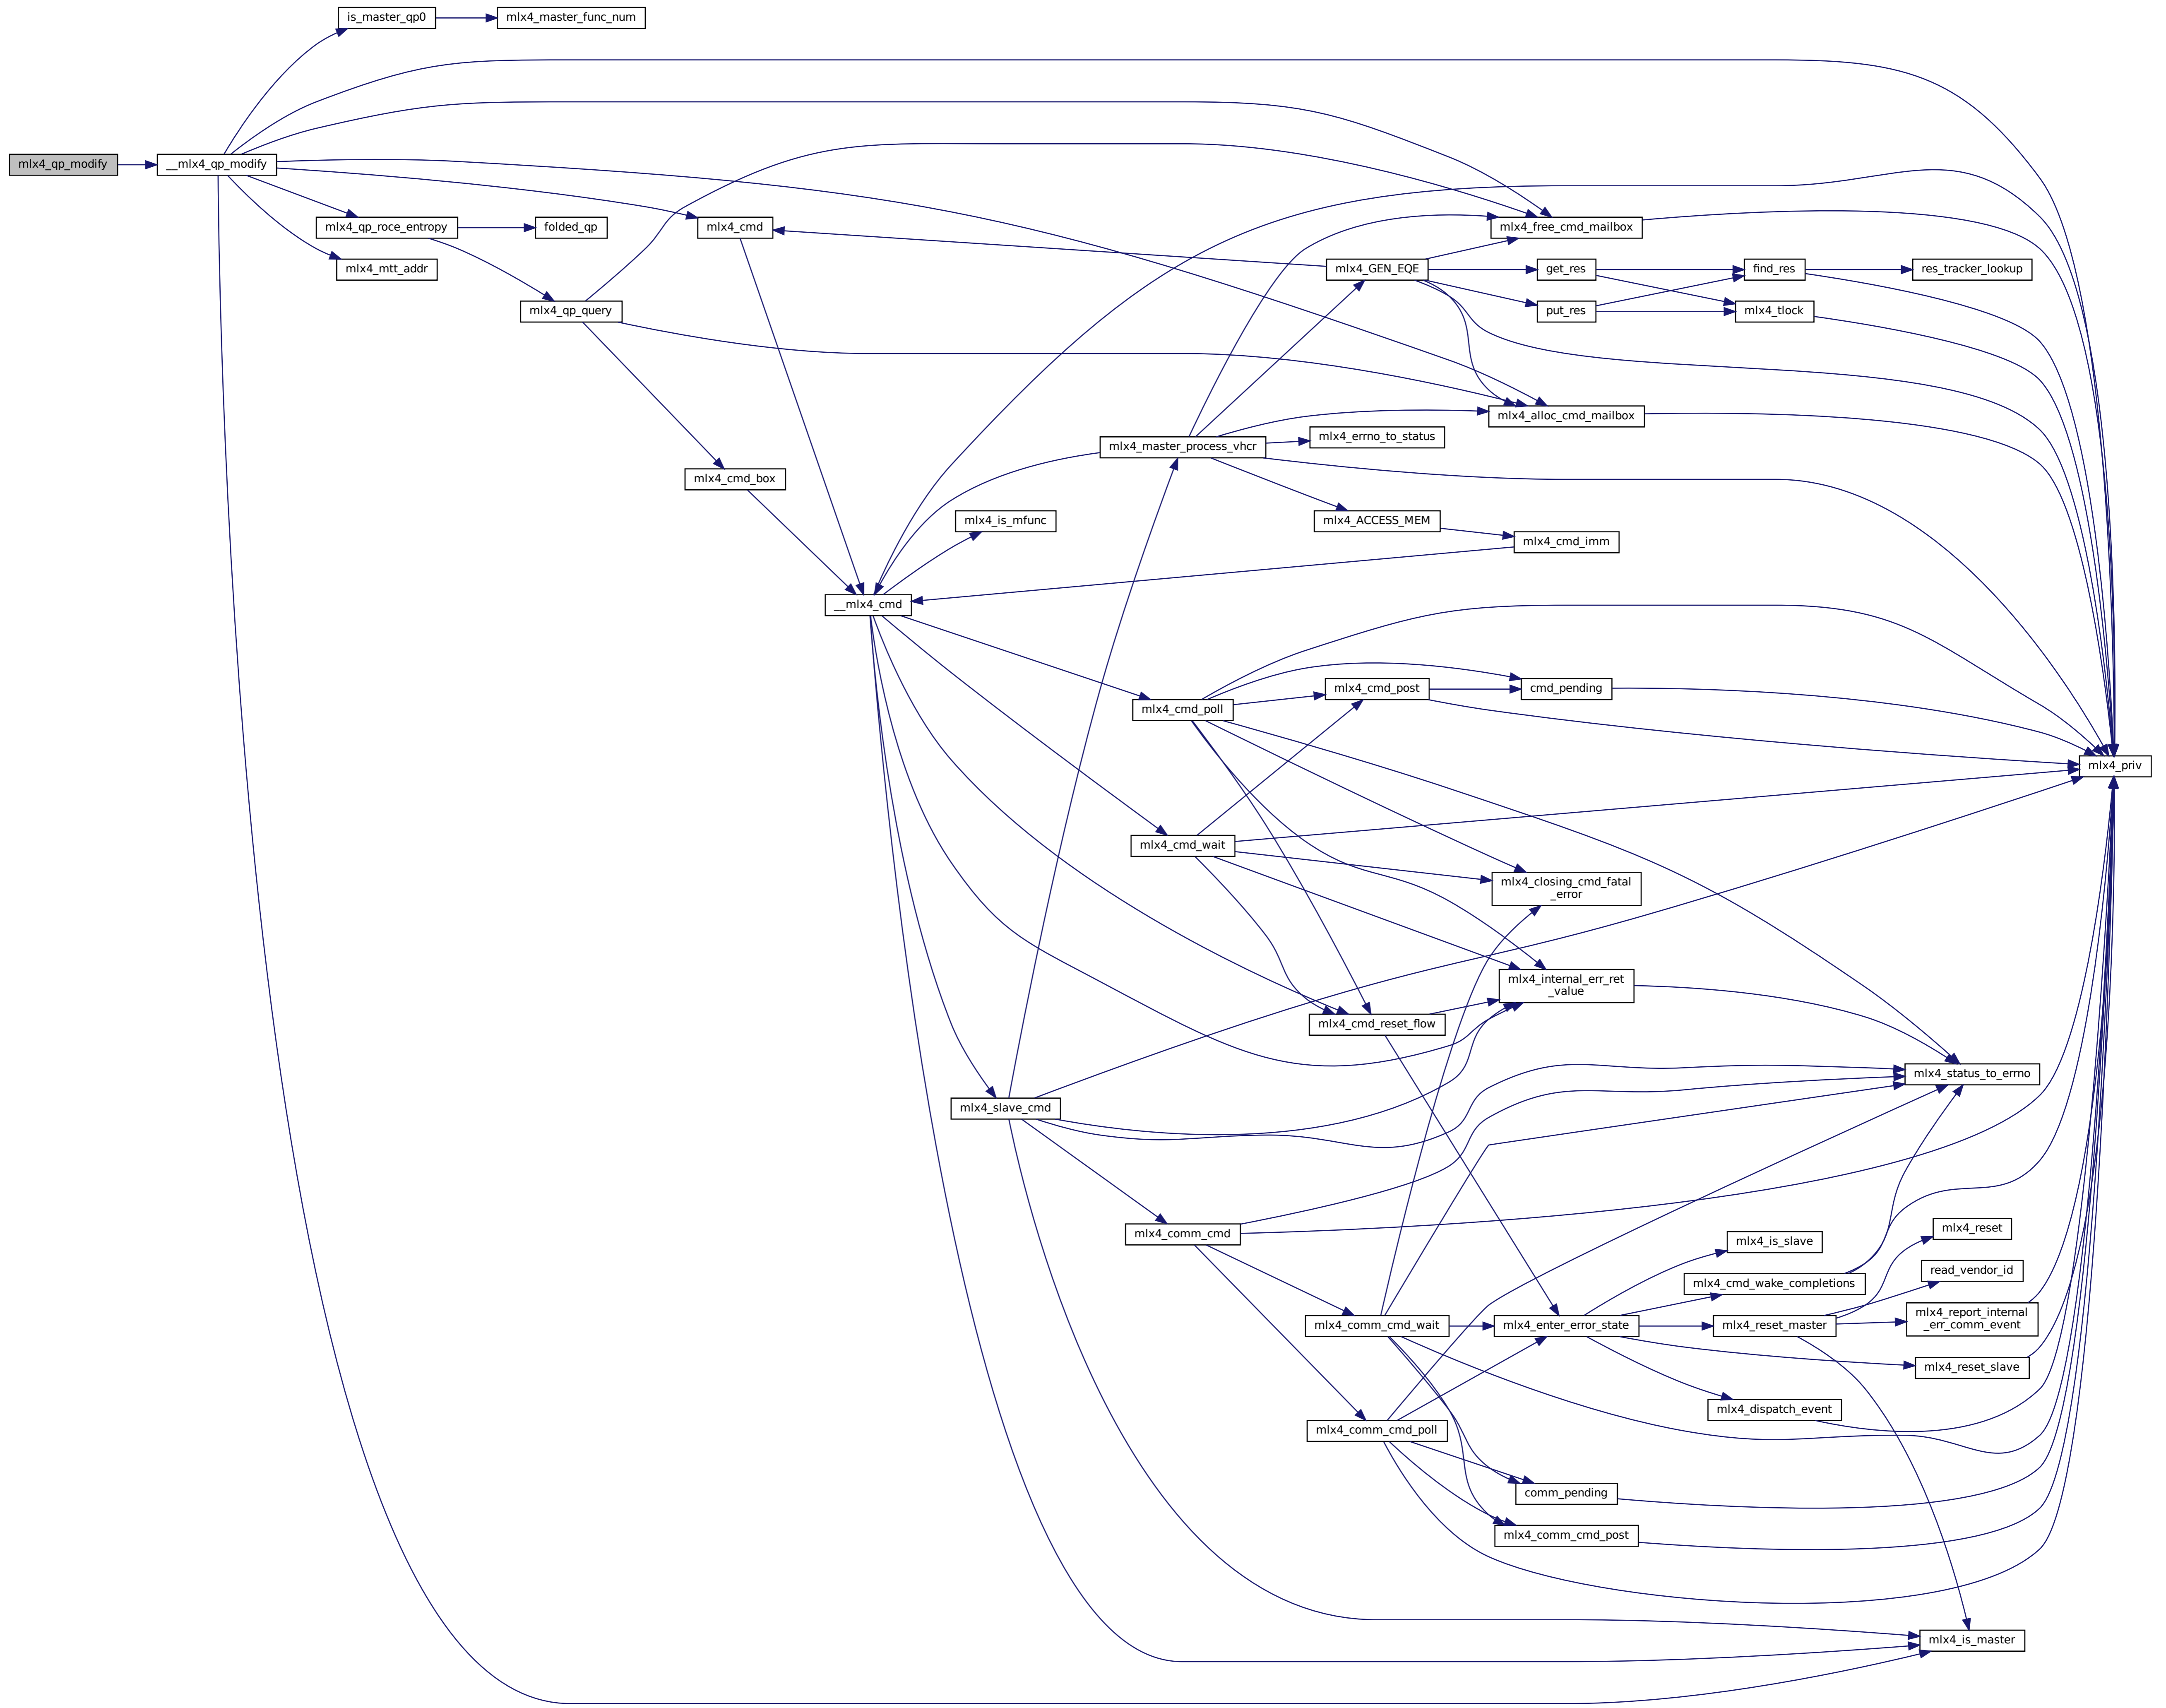 is_master_qp0
mlx4_master_func_num
mlx4_qp_modify
__mlx4_qp_modify
mlx4_qp_roce_entropy
folded_qp
mlx4_cmd
mlx4_free_cmd_mailbox
mlx4_mtt_addr
mlx4_GEN_EQE
get_res
find_res
res_tracker_lookup
mlx4_qp_query
put_res
mlx4_tlock
mlx4_alloc_cmd_mailbox
mlx4_master_process_vhcr
mlx4_errno_to_status
mlx4_cmd_box
mlx4_is_mfunc
mlx4_ACCESS_MEM
mlx4_cmd_imm
__mlx4_cmd
mlx4_cmd_post
cmd_pending
mlx4_cmd_poll
mlx4_priv
mlx4_cmd_wait
mlx4_closing_cmd_fatal
_error
mlx4_internal_err_ret
_value
mlx4_cmd_reset_flow
mlx4_status_to_errno
mlx4_slave_cmd
mlx4_comm_cmd
mlx4_reset
mlx4_is_slave
read_vendor_id
mlx4_cmd_wake_completions
mlx4_report_internal
_err_comm_event
mlx4_comm_cmd_wait
mlx4_enter_error_state
mlx4_reset_master
mlx4_reset_slave
mlx4_dispatch_event
mlx4_comm_cmd_poll
comm_pending
mlx4_comm_cmd_post
mlx4_is_master